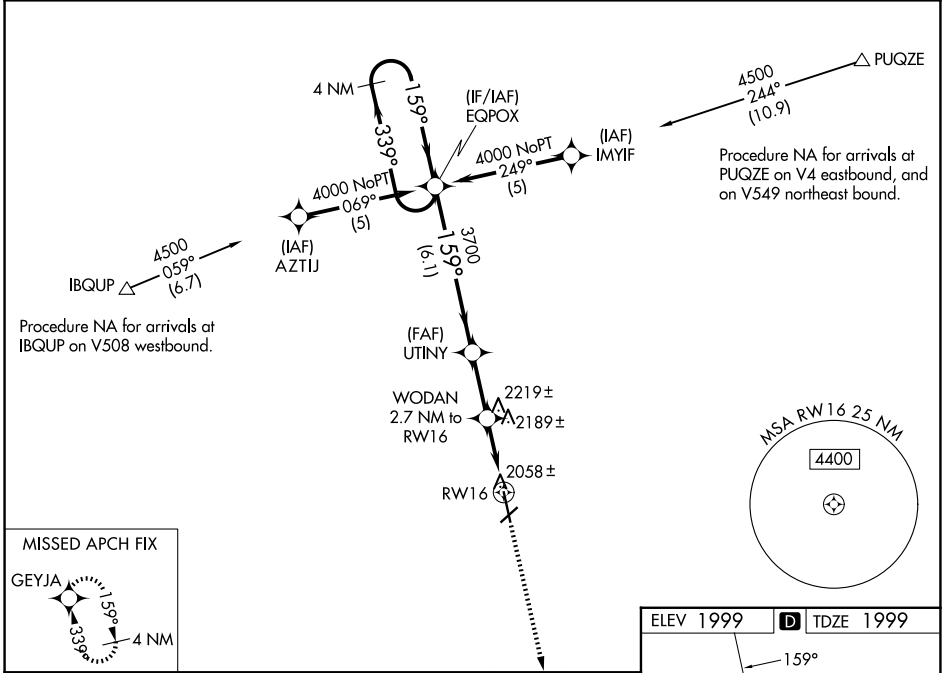 PUQZE
4500
244°
(10.9)
4 NM
159°
339°
(IF/IAF)
EQPOX
(IAF)
IMYIF
4000 NoPT
249°
(5)
Procedure NA for arrivals at
PUQZE on V4 eastbound, and
on V549 northeast bound.
4000 NoPT
069°
(5)
(IAF)
AZTIJ
4500
059°
(6.7)
IBQUP
Procedure NA for arrivals at
IBQUP on V508 westbound.
3700
159°
(6.1)
(FAF)
UTINY
WODAN
2.7 NM to
RW16
2219±
2189±
2058±
RW16
MSA RW16 25 NM
4400
MISSED APCH FIX
GEYJA
159°
339°
4 NM
ELEV 1999 D TDZE 1999
159°